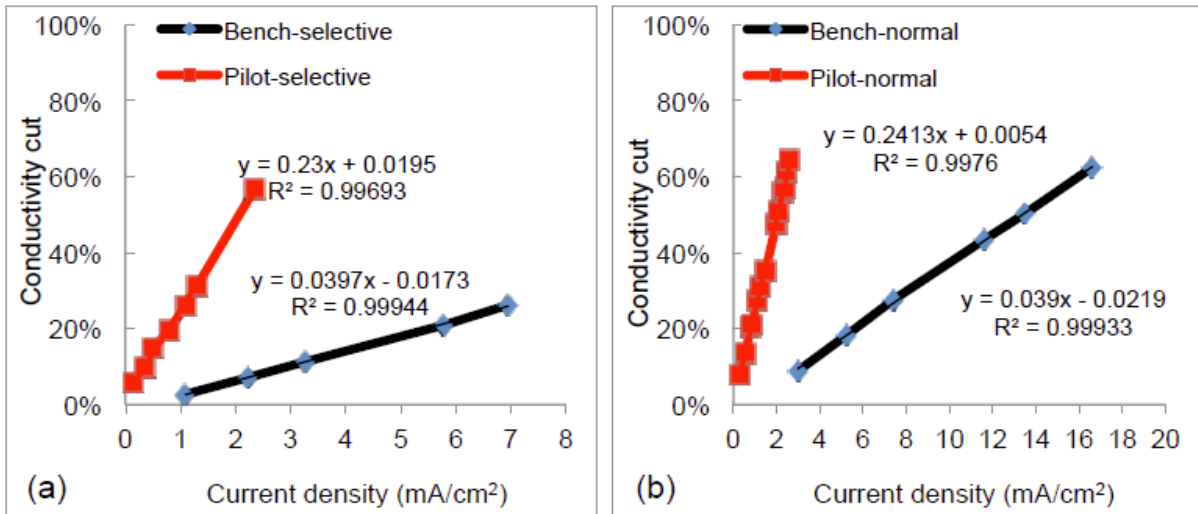 100%
80%
60%
40%
20%
0%
Conductivity cut
Bench-selective
Pilot-selective
y = 0.23x + 0.0195
R² = 0.99693
y = 0.0397x - 0.0173
R² = 0.99944
0 1 2 3 4 5 6 7 8
(a) Current density (mA/cm²)
100%
80%
60%
40%
20%
0%
Conductivity cut
Bench-normal
Pilot-normal
y = 0.2413x + 0.0054
R² = 0.9976
y = 0.039x - 0.0219
R² = 0.99933
0 2 4 6 8 10 12 14 16 18 20
(b) Current density (mA/cm²)